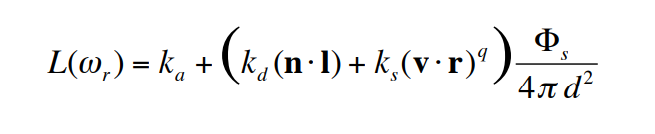 L(ω_r) = k_a + (k_d (n · l) + k_s (v · r)^q) Φ_s / 4π d^2